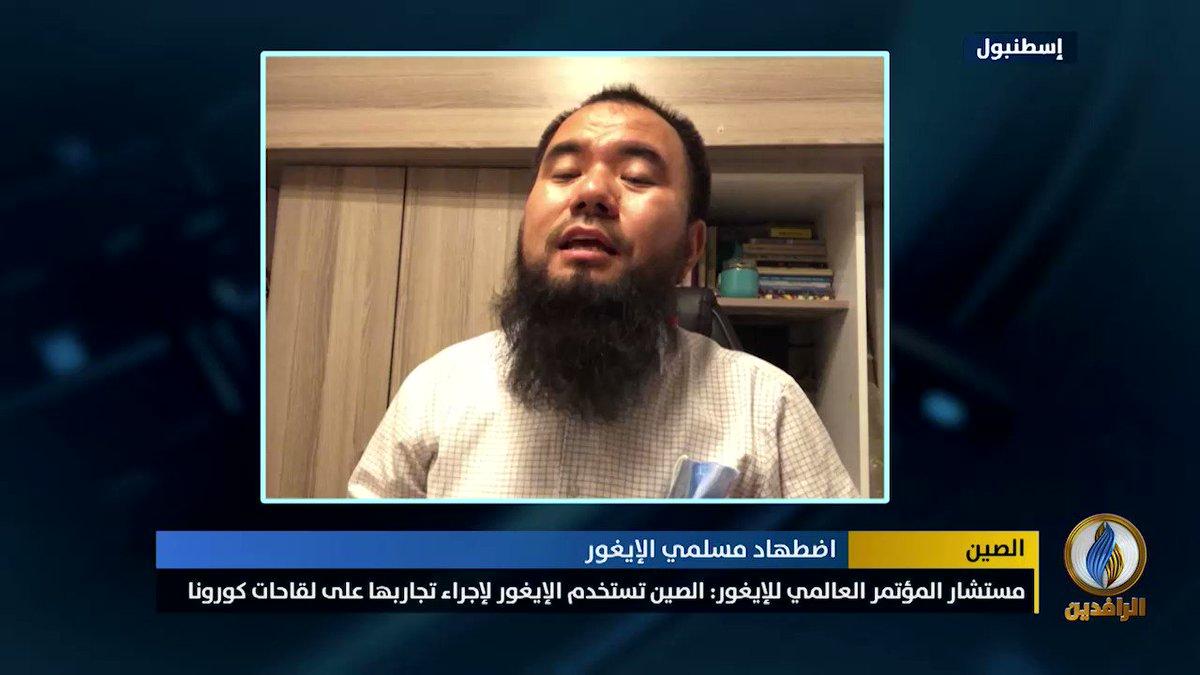 إسطنبول
الصين
اضطهاد مسلمي الإيغور
مستشار المؤتمر العالمي للإيغور: الصين تستخدم الإيغور لإجراء تجاربها على لقاحات كورونا
الرافدين